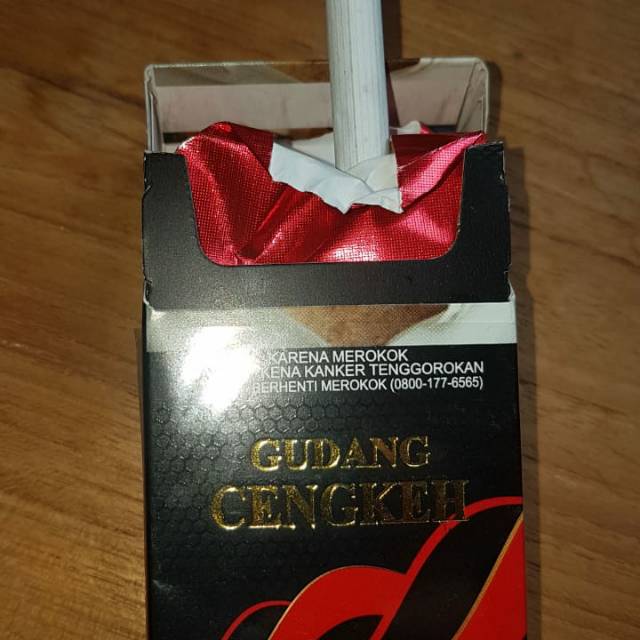 KARENA MEROKOK
KENA KANKER TENGGOROKAN
BERHENTI MEROKOK (0800-177-6565)
GUDANG
CENGKEH